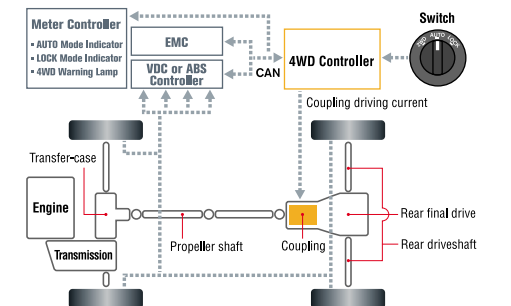 Meter Controller
▪ AUTO Mode Indicator
▪ LOCK Mode Indicator
▪ 4WD Warning Lamp
EMC
VDC or ABS
Controller
CAN
4WD Controller
Switch
2WD AUTO LOCK
Coupling driving current
Transfer-case
Engine
Transmission
Propeller shaft
Coupling
Rear final drive
Rear driveshaft